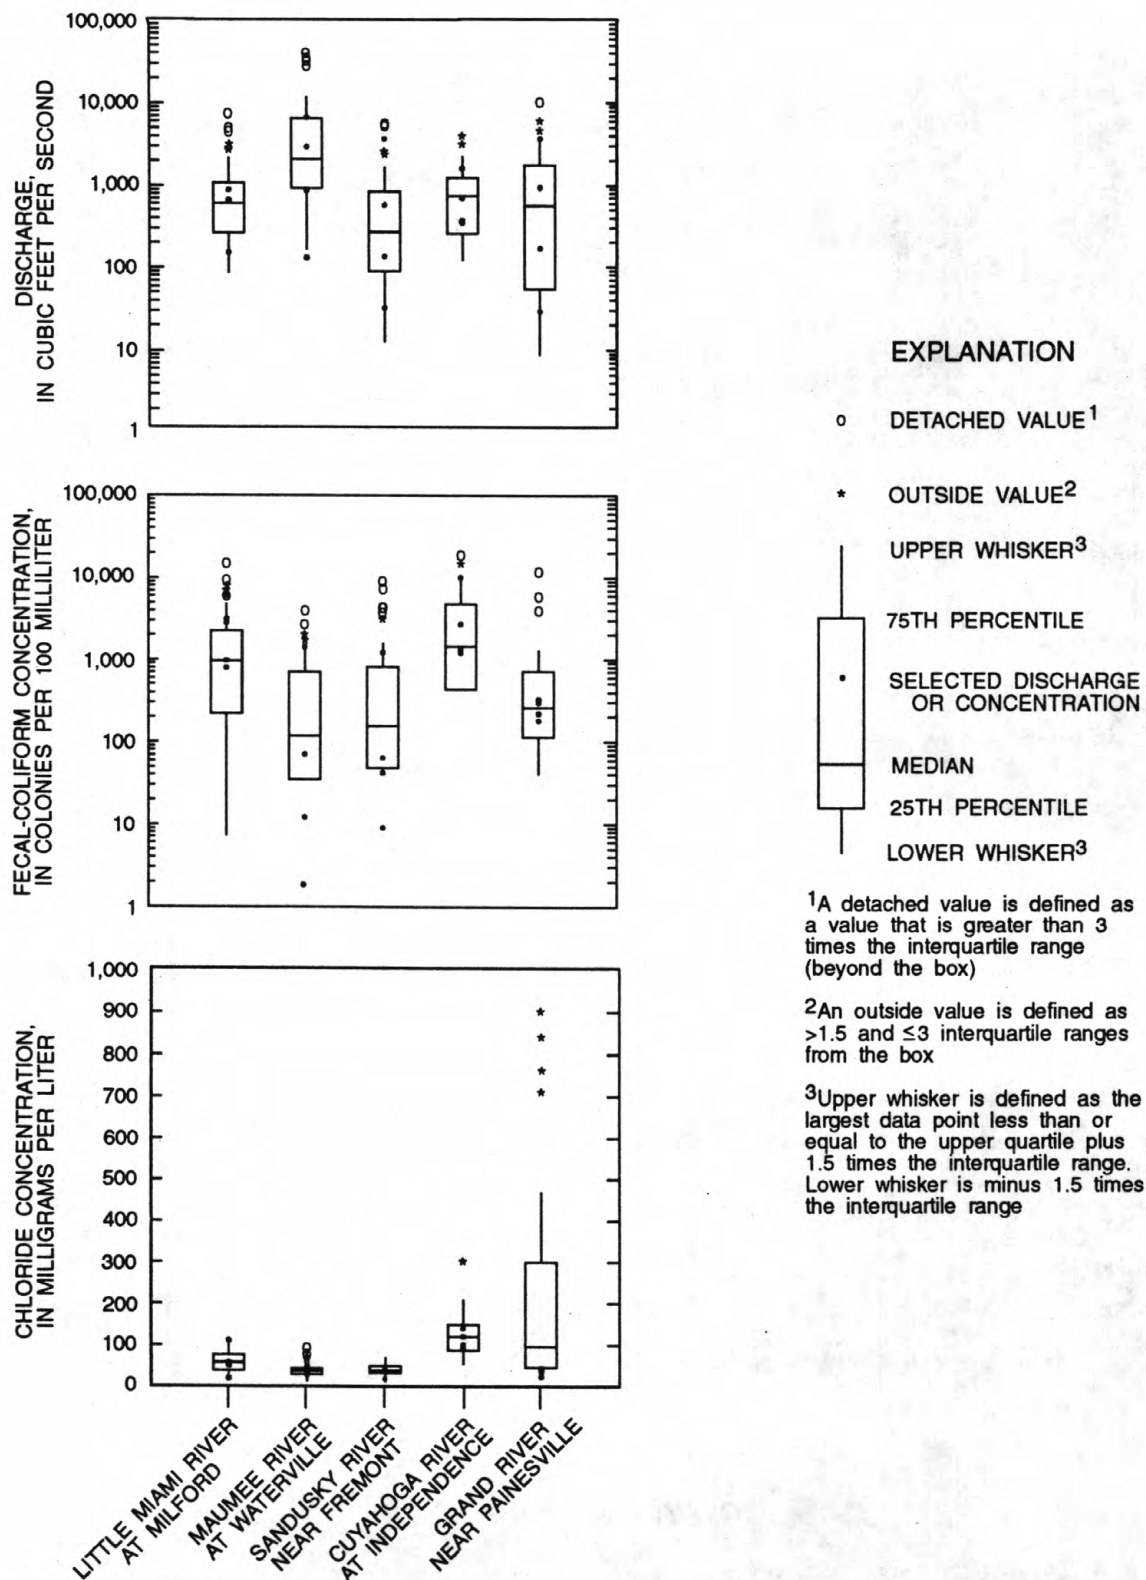 DISCHARGE,
IN CUBIC FEET PER SECOND
100,000
10,000
1,000
100
10
1
FECAL-COLIFORM CONCENTRATION,
IN COLONIES PER 100 MILLILITER
100,000
10,000
1,000
100
10
1
CHLORIDE CONCENTRATION,
IN MILLIGRAMS PER LITER
1,000
900
800
700
600
500
400
300
200
100
0
LITTLE MIAMI RIVER
AT MILFORD
MAUMEE RIVER
AT WATERVILLE
SANDUSKY RIVER
NEAR FREMONT
CUYAHOGA RIVER
AT INDEPENDENCE
GRAND RIVER
NEAR PAINESVILLE
EXPLANATION
o DETACHED VALUE1
* OUTSIDE VALUE2
UPPER WHISKER3
75TH PERCENTILE
SELECTED DISCHARGE
OR CONCENTRATION
MEDIAN
25TH PERCENTILE
LOWER WHISKER3
1A detached value is defined as
a value that is greater than 3
times the interquartile range
(beyond the box)
2An outside value is defined as
>1.5 and ≤3 interquartile ranges
from the box
3Upper whisker is defined as the
largest data point less than or
equal to the upper quartile plus
1.5 times the interquartile range.
Lower whisker is minus 1.5 times
the interquartile range